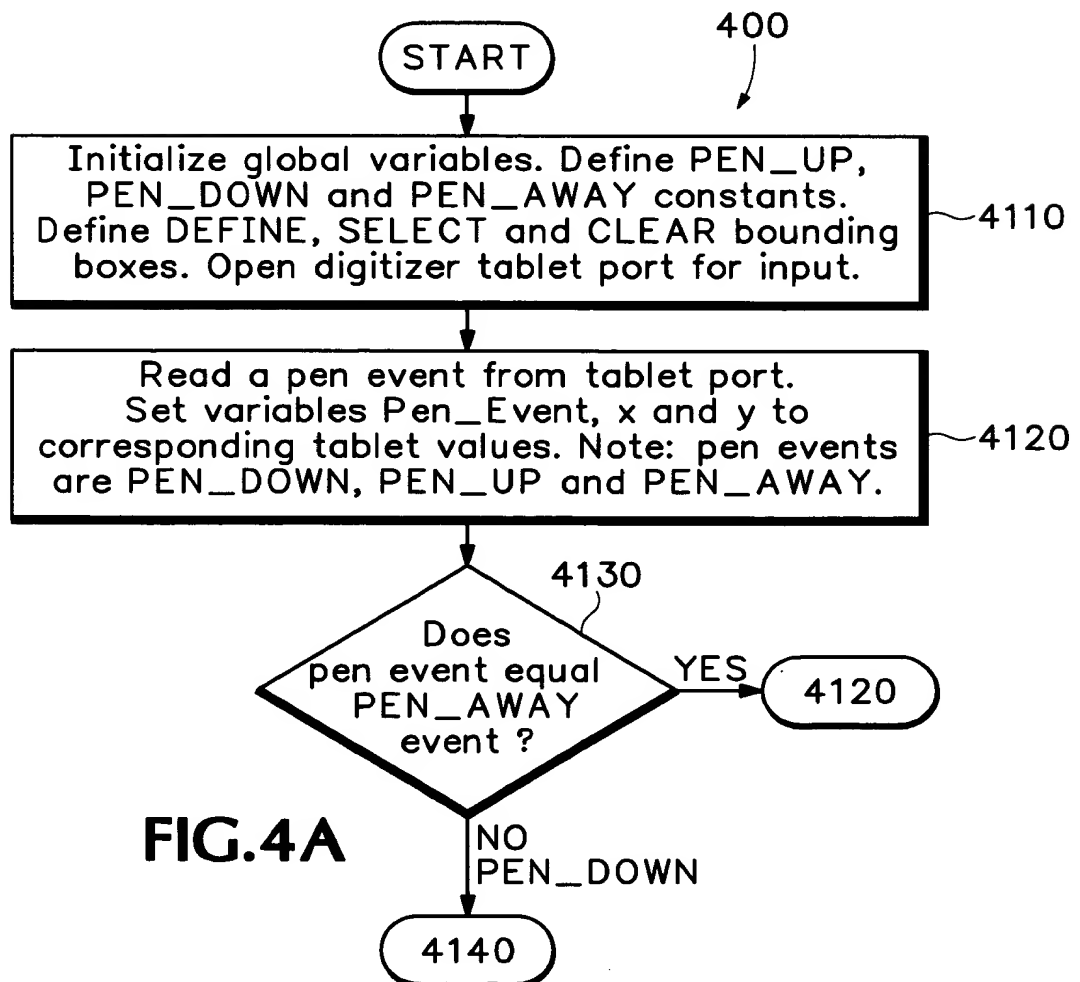 400
START
Initialize global variables. Define PEN_UP,
PEN_DOWN and PEN_AWAY constants.
Define DEFINE, SELECT and CLEAR bounding
boxes. Open digitizer tablet port for input.
4110
Read a pen event from tablet port.
Set variables Pen_Event, x and y to
corresponding tablet values. Note: pen events
are PEN_DOWN, PEN_UP and PEN_AWAY.
4120
4130
Does
pen event equal
PEN_AWAY
event ?
YES
4120
FIG.4A
NO
PEN_DOWN
4140